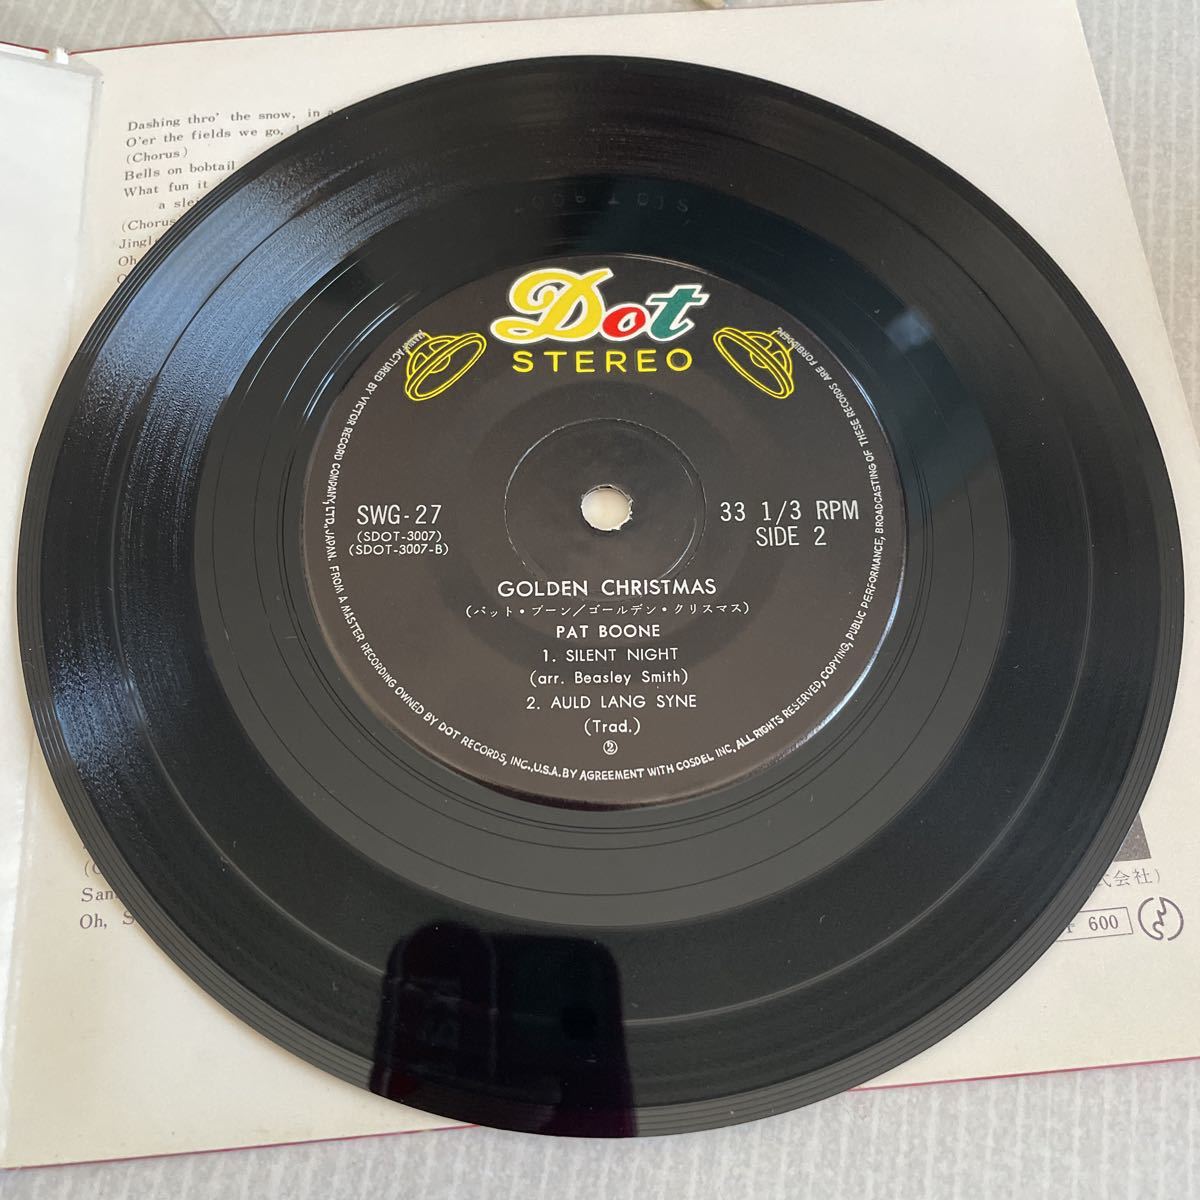 Dashing thro' the snow, in a
O'er the fields we go,
(Chorus)
Bells on bobtail
What fun it
a slei
(Chorus
Jingl
Oh
S 10 T
Dot
STEREO
MANUFACTURED BY VICTOR RECORD COMPANY, LTD., JAPAN. FROM A MASTER RECORDING OWNED BY DOT RECORDS, INC., U.S.A. BY AGREEMENT WITH COSDEL INC. ALL RIGHTS RESERVED, COPYING, PUBLIC PERFORMANCE, BROADCASTING OF THESE RECORDS ARE FORBIDDEN.
SWG-27
(SDOT-3007)
(SDOT-3007-B)
33 1/3 RPM
SIDE 2
GOLDEN CHRISTMAS
(パット・ブーン/ゴールデン・クリスマス)
PAT BOONE
1. SILENT NIGHT
(arr. Beasley Smith)
2. AULD LANG SYNE
(Trad.)
②
San
Oh, S
式会社)
600